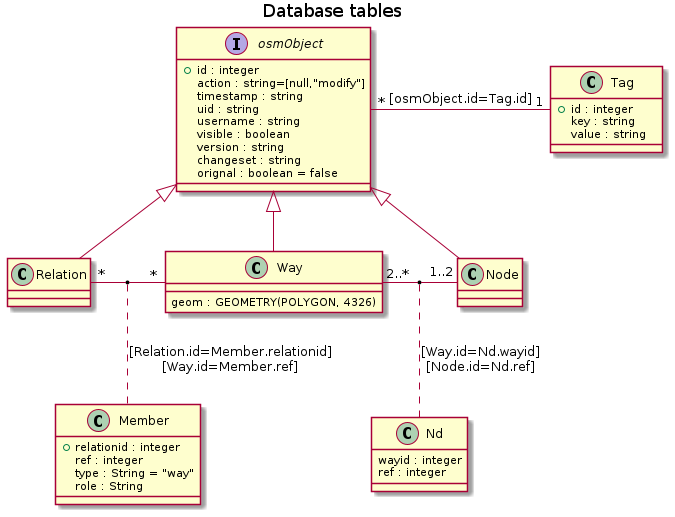 Database tables
I osmObject
id : integer
action : string=[null,"modify"]
timestamp : string
uid : string
username : string
visible : boolean
version : string
changeset : string
orignal : boolean = false
* [osmObject.id=Tag.id] 1
C Tag
id : integer
key : string
value : string
C Relation
* *
C Way
geom : GEOMETRY(POLYGON, 4326)
2..* 1..2
C Node
[Relation.id=Member.relationid]
[Way.id=Member.ref]
[Way.id=Nd.wayid]
[Node.id=Nd.ref]
C Member
relationid : integer
ref : integer
type : String = "way"
role : String
C Nd
wayid : integer
ref : integer